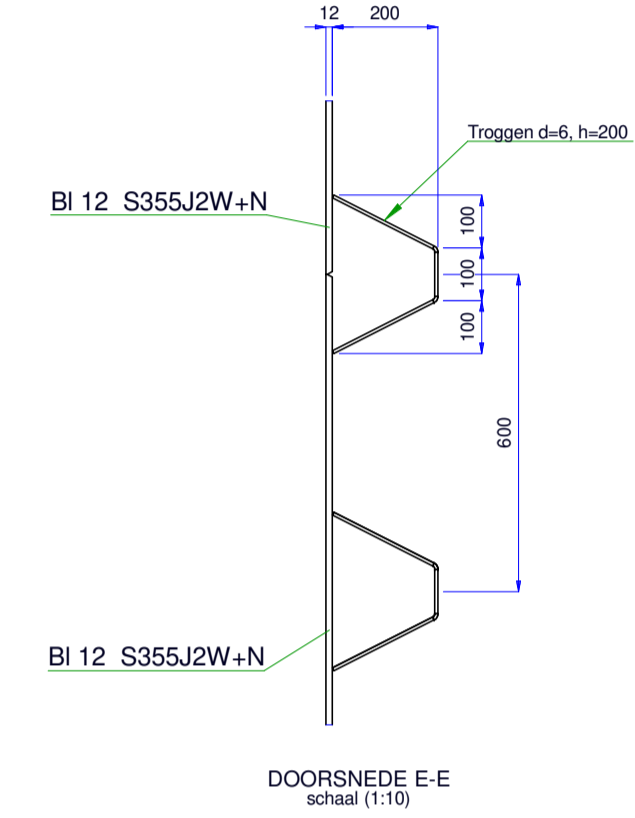 12 200
Troggen d=6, h=200
Bl 12 S355J2W+N
100
100
100
600
Bl 12 S355J2W+N
DOORSNEDE E-E
schaal (1:10)